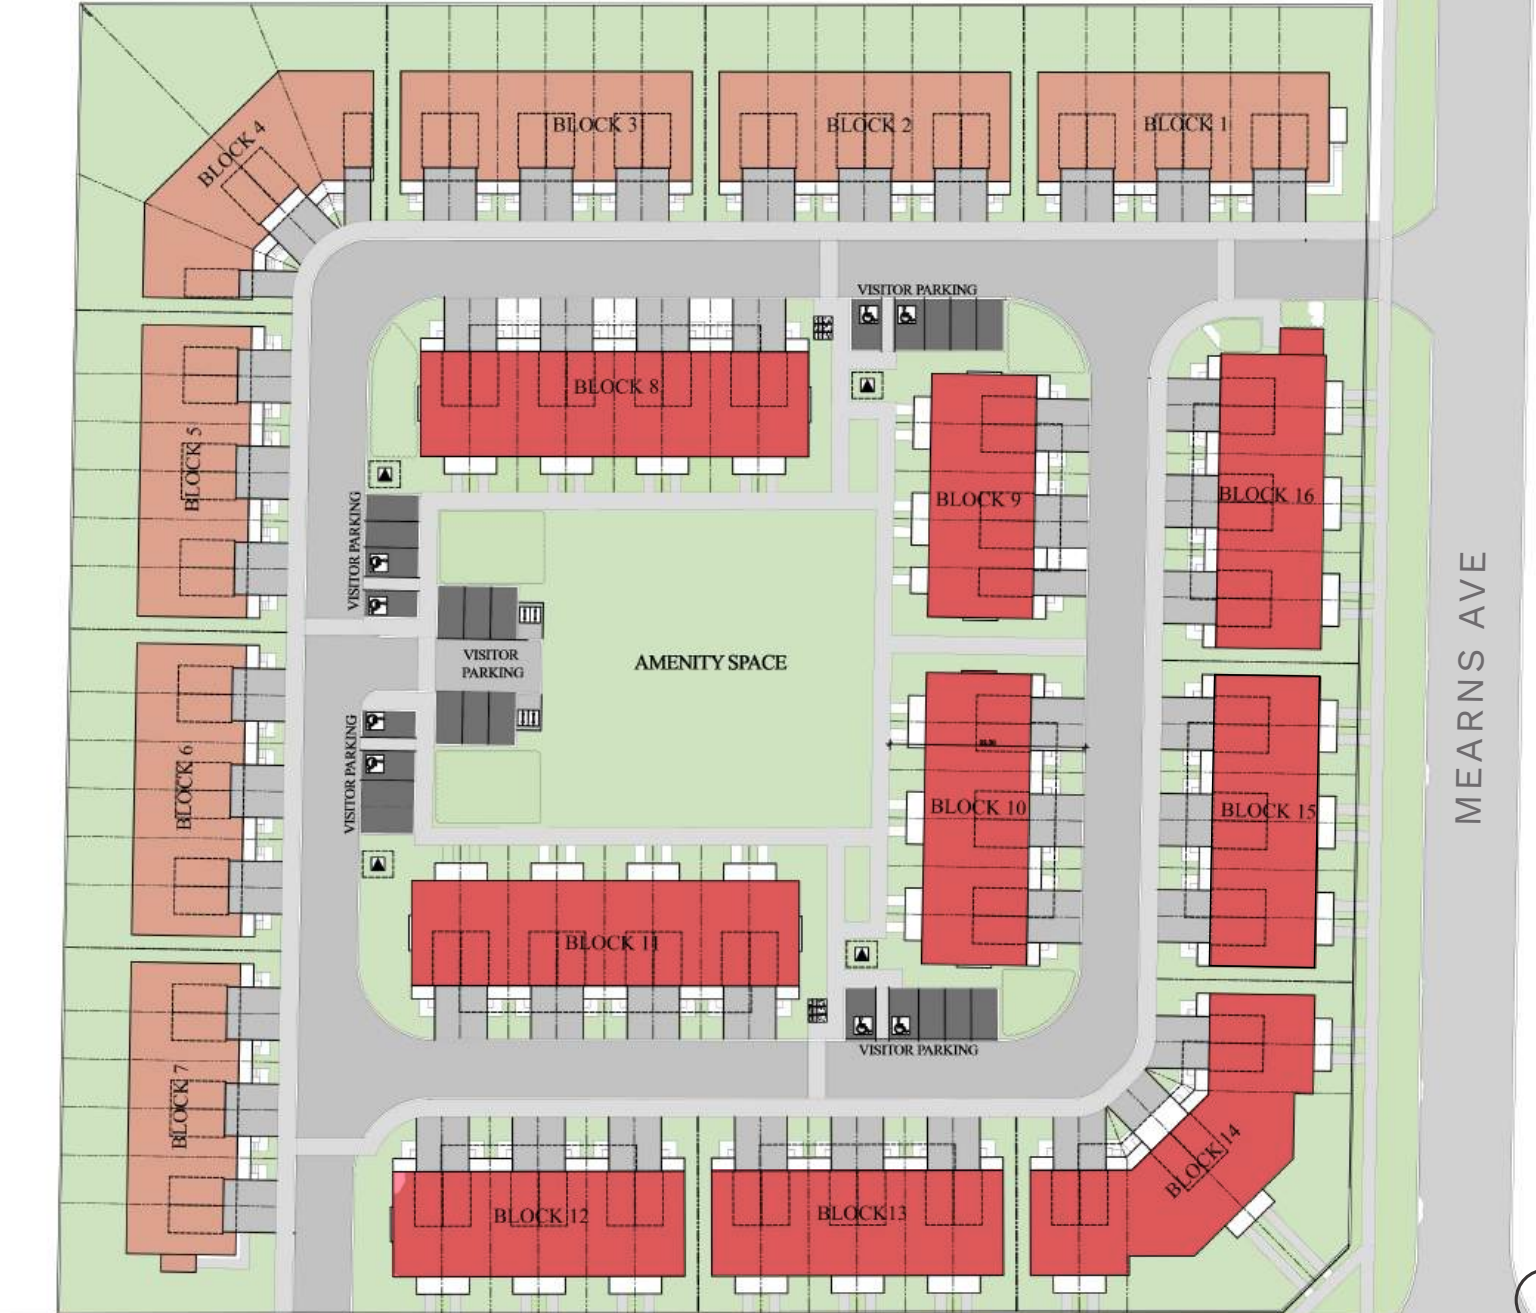 BLOCK 4
BLOCK 3
BLOCK 2
BLOCK 1
VISITOR PARKING
BLOCK 8
BLOCK 5
BLOCK 9
BLOCK 16
VISITOR PARKING
VISITOR
PARKING
AMENITY SPACE
MEARNS AVE
BLOCK 6
VISITOR PARKING
BLOCK 10
BLOCK 15
BLOCK 11
VISITOR PARKING
BLOCK 7
BLOCK 12
BLOCK13
BLOCK 14